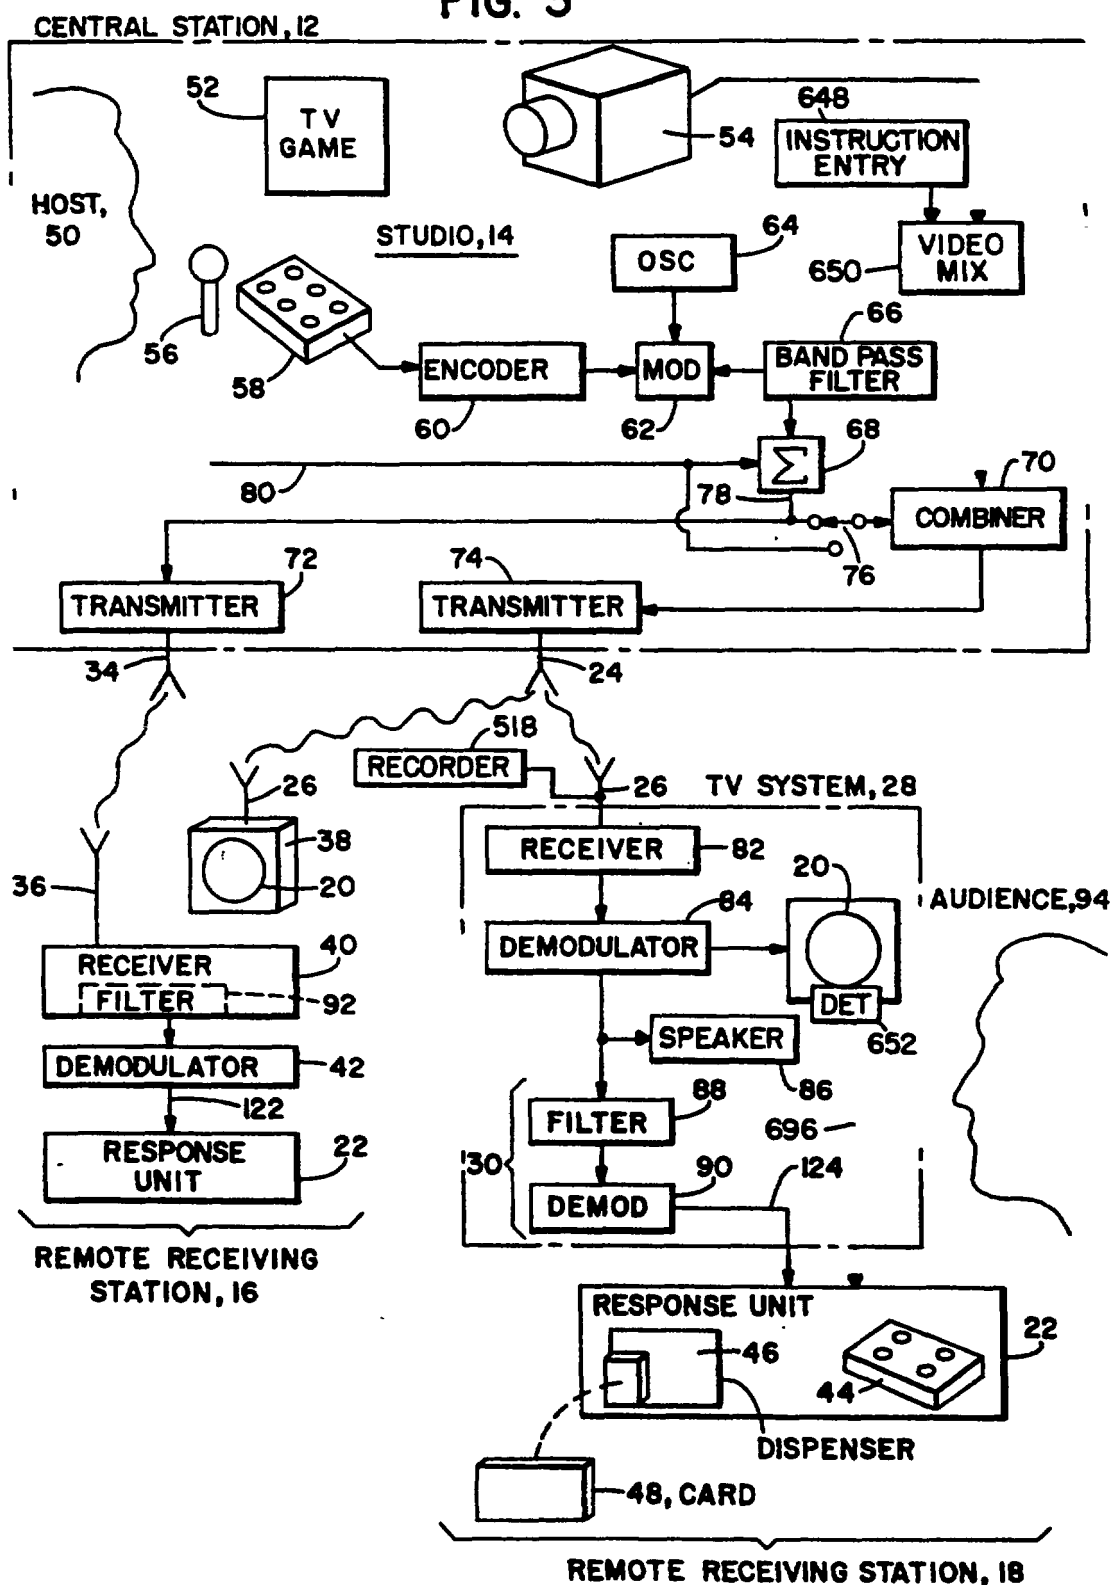 FIG. 5
CENTRAL STATION, 12
52
TV
GAME
54
648
INSTRUCTION
ENTRY
HOST,
50
STUDIO, 14
64
OSC
650
VIDEO
MIX
56
58
66
ENCODER
MOD
BAND PASS
FILTER
60
62
68
Σ
80
78
70
COMBINER
76
72
TRANSMITTER
74
TRANSMITTER
34
24
518
RECORDER
26
26
TV SYSTEM, 28
38
20
RECEIVER
82
20
36
84
AUDIENCE, 94
DEMODULATOR
40
RECEIVER
FILTER
92
DET
652
SPEAKER
86
DEMODULATOR
42
122
88
FILTER
696
RESPONSE
UNIT
22
30
90
124
DEMOD
REMOTE RECEIVING
STATION, 16
RESPONSE UNIT
46
44
22
DISPENSER
48, CARD
REMOTE RECEIVING STATION, 18